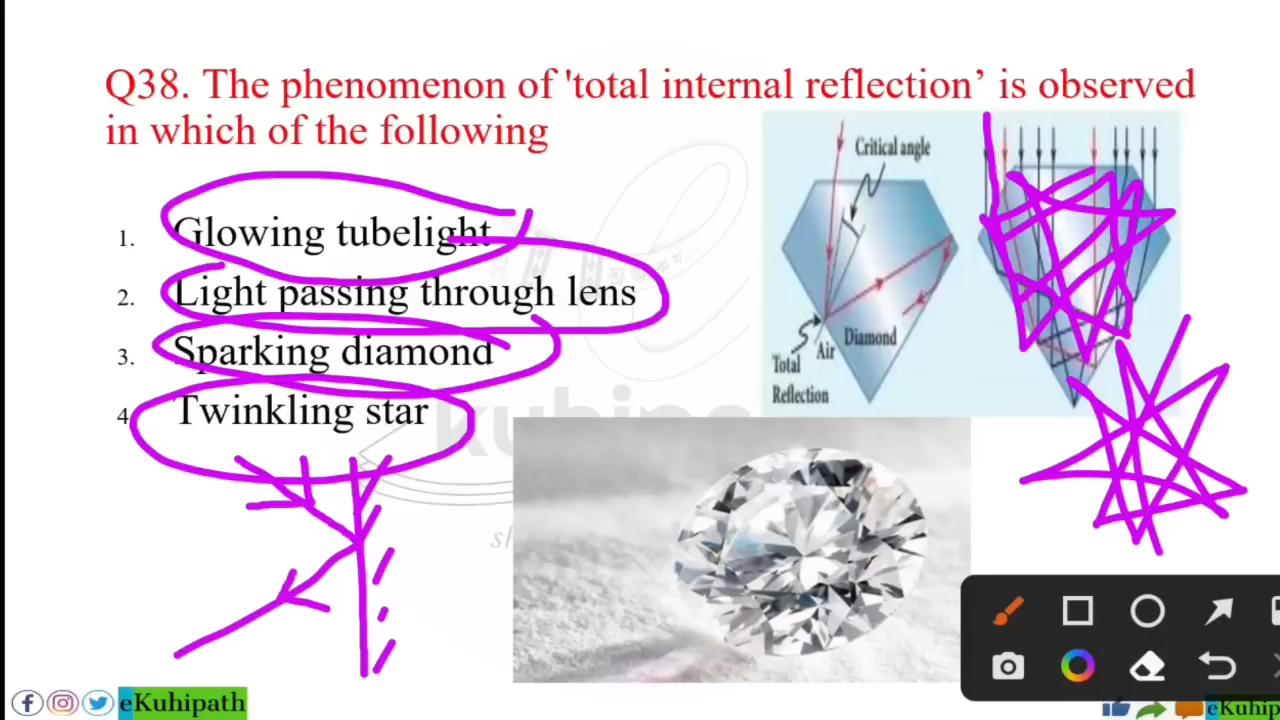 Q38. The phenomenon of 'total internal reflection’ is observed
in which of the following
1. Glowing tubelight
2. Light passing through lens
3. Sparking diamond
4. Twinkling star
Critical angle
Diamond
Air
Total
Reflection
eKuhipath
eKuhip